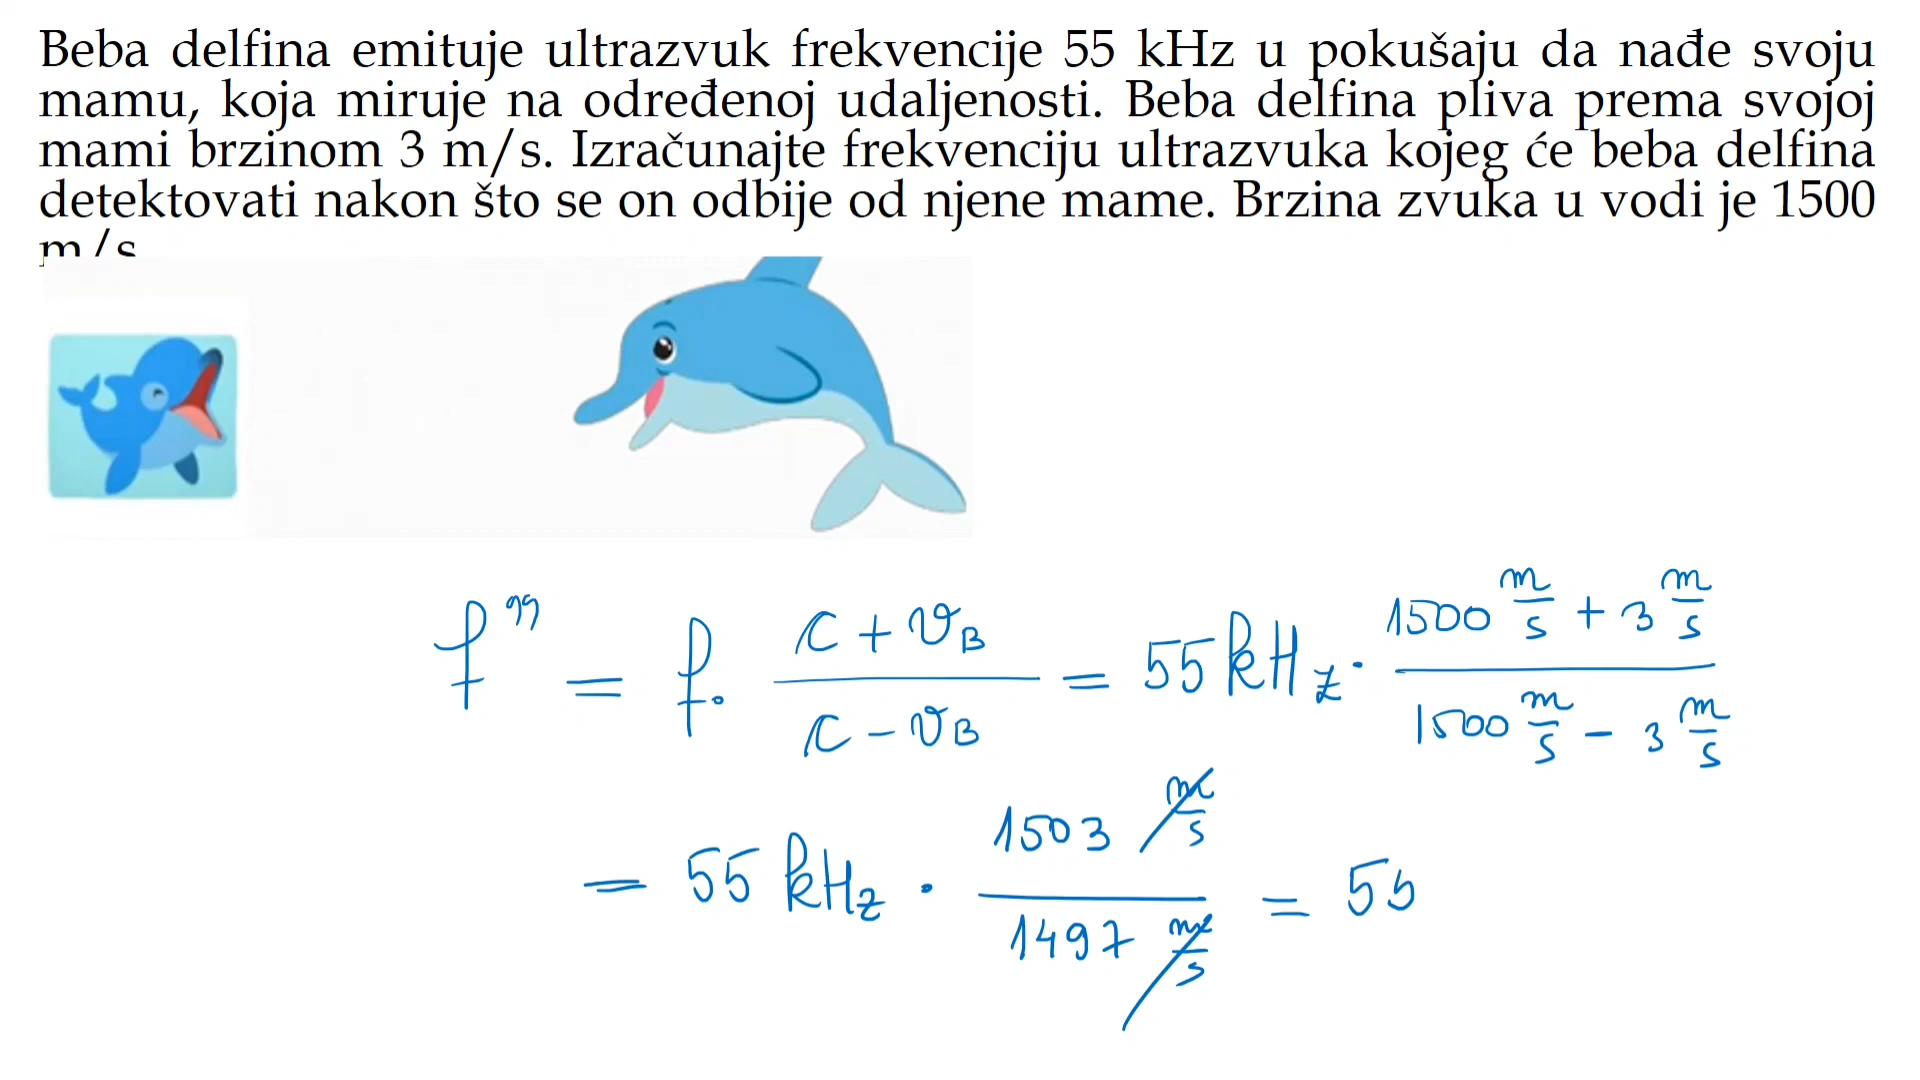 Beba delfina emituje ultrazvuk frekvencije 55 kHz u pokušaju da nađe svoju
mamu, koja miruje na određenoj udaljenosti. Beba delfina pliva prema svojoj
mami brzinom 3 m/s. Izračunajte frekvenciju ultrazvuka kojeg će beba delfina
detektovati nakon što se on odbije od njene mame. Brzina zvuka u vodi je 1500
m/s
f'' = f · (c + v_B)/(c - v_B) = 55 kHz · (1500 m/s + 3 m/s)/(1500 m/s - 3 m/s)
= 55 kHz · (1503 m/s)/(1497 m/s) = 55